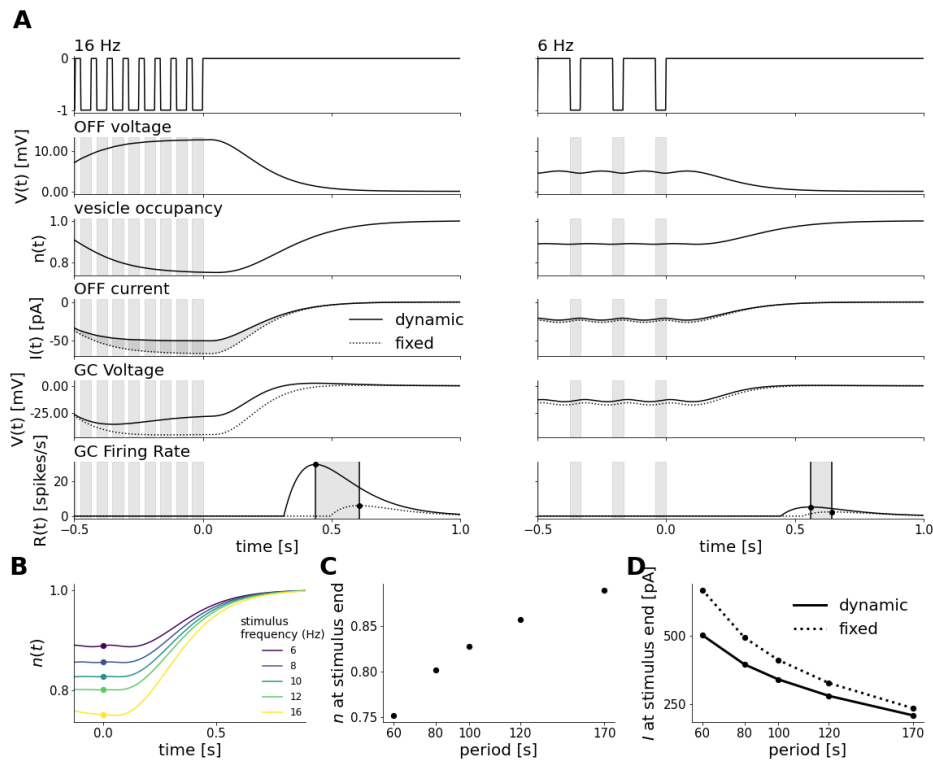 A
16 Hz
6 Hz
0
-1
OFF voltage
V(t) [mV]
10.00
0.00
vesicle occupancy
n(t)
1.0
0.8
0.5
1.0
OFF current
I(t) [pA]
0
-50
dynamic
fixed
GC Voltage
V(t) [mV]
0.00
-25.00
GC Firing Rate
R(t) [spikes/s]
20
0
−0.5
0.0
0.5
1.0
time [s]
−0.5
0.0
0.5
1.0
time [s]
B
n(t)
1.0
0.8
stimulus
frequency (Hz)
6
8
10
12
16
0.0
0.5
time [s]
C
n at stimulus end
0.85
0.80
0.75
60
80
100
120
170
period [s]
D
I at stimulus end [pA]
500
250
dynamic
fixed
60
80
100
120
170
period [s]